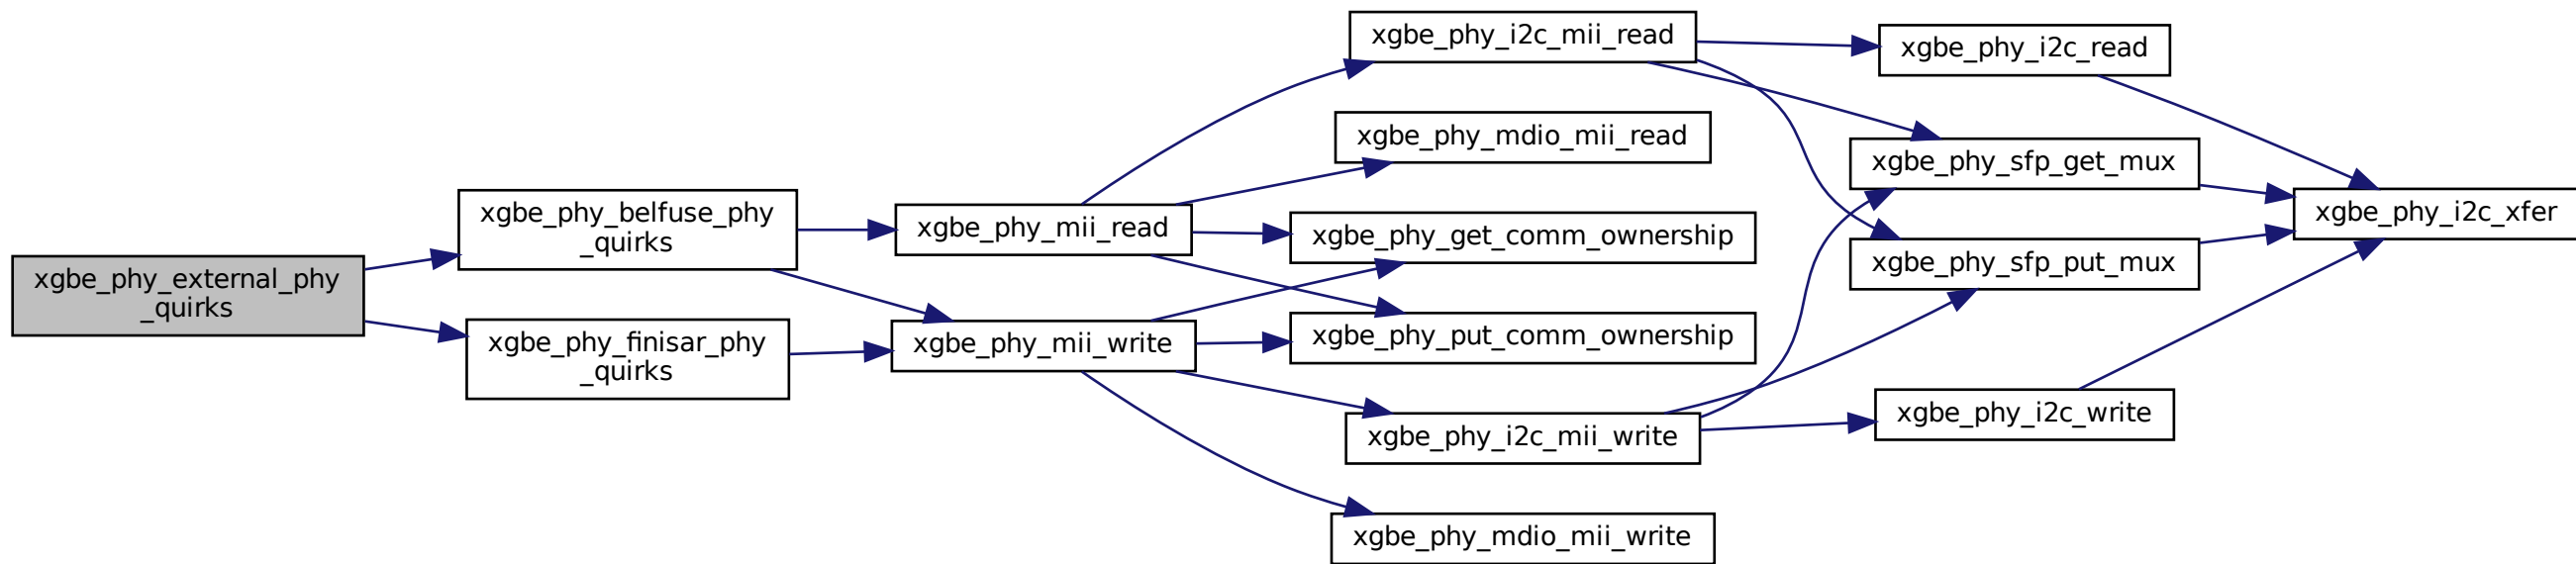 xgbe_phy_external_phy
_quirks
xgbe_phy_belfuse_phy
_quirks
xgbe_phy_finisar_phy
_quirks
xgbe_phy_mii_read
xgbe_phy_mii_write
xgbe_phy_i2c_mii_read
xgbe_phy_mdio_mii_read
xgbe_phy_get_comm_ownership
xgbe_phy_put_comm_ownership
xgbe_phy_i2c_mii_write
xgbe_phy_mdio_mii_write
xgbe_phy_i2c_read
xgbe_phy_sfp_get_mux
xgbe_phy_sfp_put_mux
xgbe_phy_i2c_write
xgbe_phy_i2c_xfer